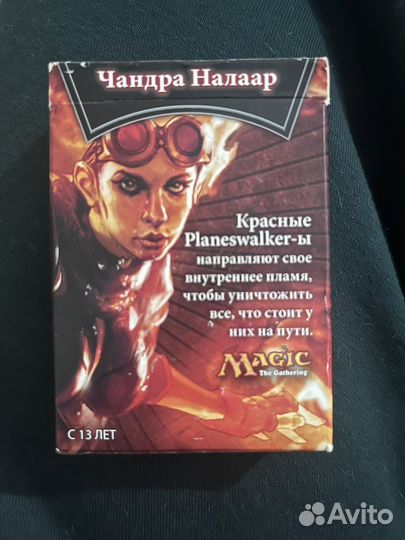 Чандра Налаар
Красные
Planeswalker-ы
направляют свое
внутреннее пламя,
чтобы уничтожить
все, что стоит у
них на пути.
MAGIC
The Gathering
С 13 ЛЕТ
Avito